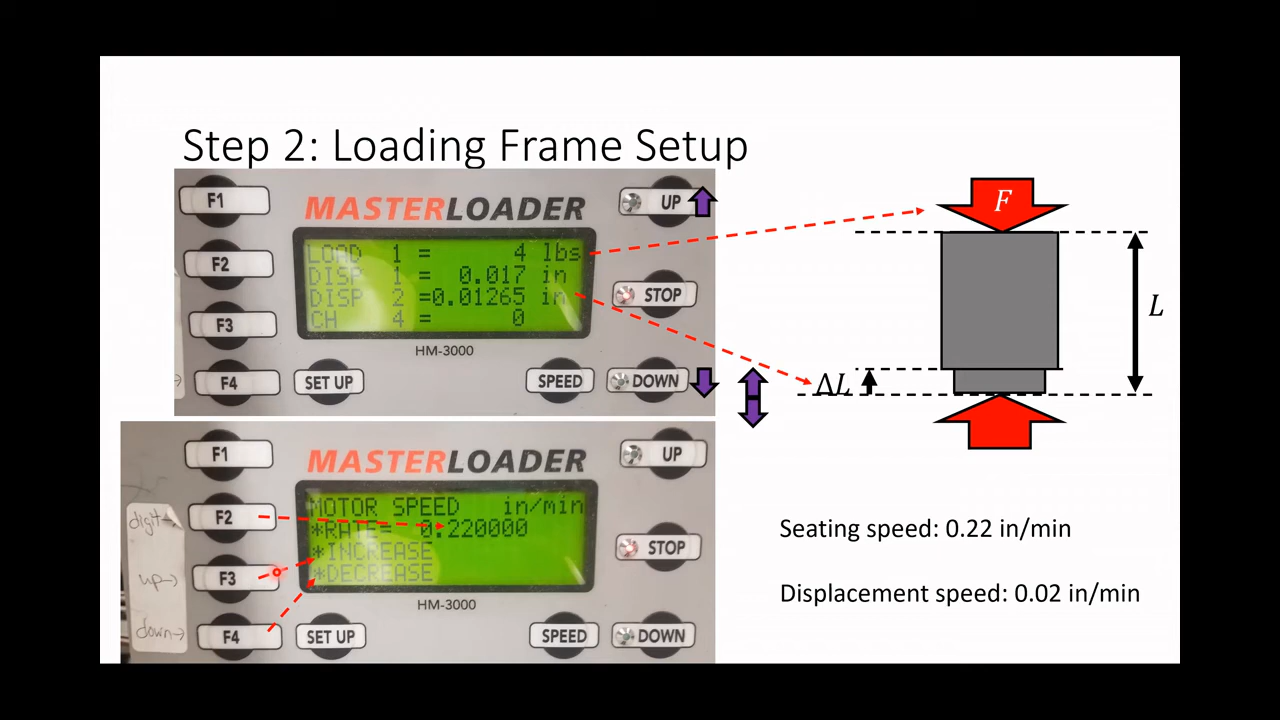 Step 2: Loading Frame Setup
F1
MASTERLOADER
UP
F2
LOAD 1 = 4 lbs
DISP 1 = 0.017 in
DISP 2 =0.01265 in
CH 4 = 0
F3
STOP
HM-3000
F4
SET UP
SPEED
DOWN
F
L
ΔL
F1
MASTERLOADER
UP
digit→
F2
MOTOR SPEED in/min
*RATE= 0.220000
*INCREASE
*DECREASE
up→
F3
STOP
HM-3000
down→
F4
SET UP
SPEED
DOWN
Seating speed: 0.22 in/min
Displacement speed: 0.02 in/min